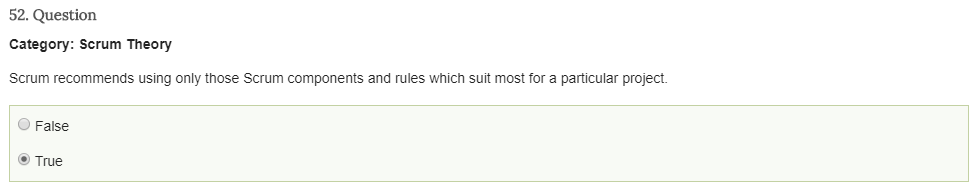 52. Question
Category: Scrum Theory
Scrum recommends using only those Scrum components and rules which suit most for a particular project.
False
True